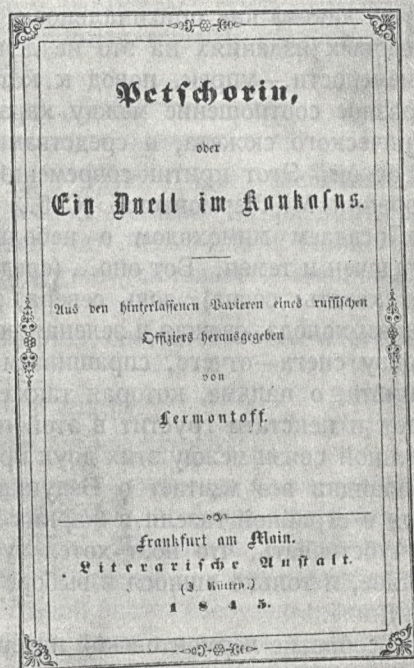 Petschorin,
oder
Ein Duell im Kaukasus.
Aus den hinterlassenen Papieren eines russischen
Offiziers herausgegeben
von
Lermontoff.
Frankfurt am Main.
Literarische Anstalt.
(J. Rütten.)
1845.